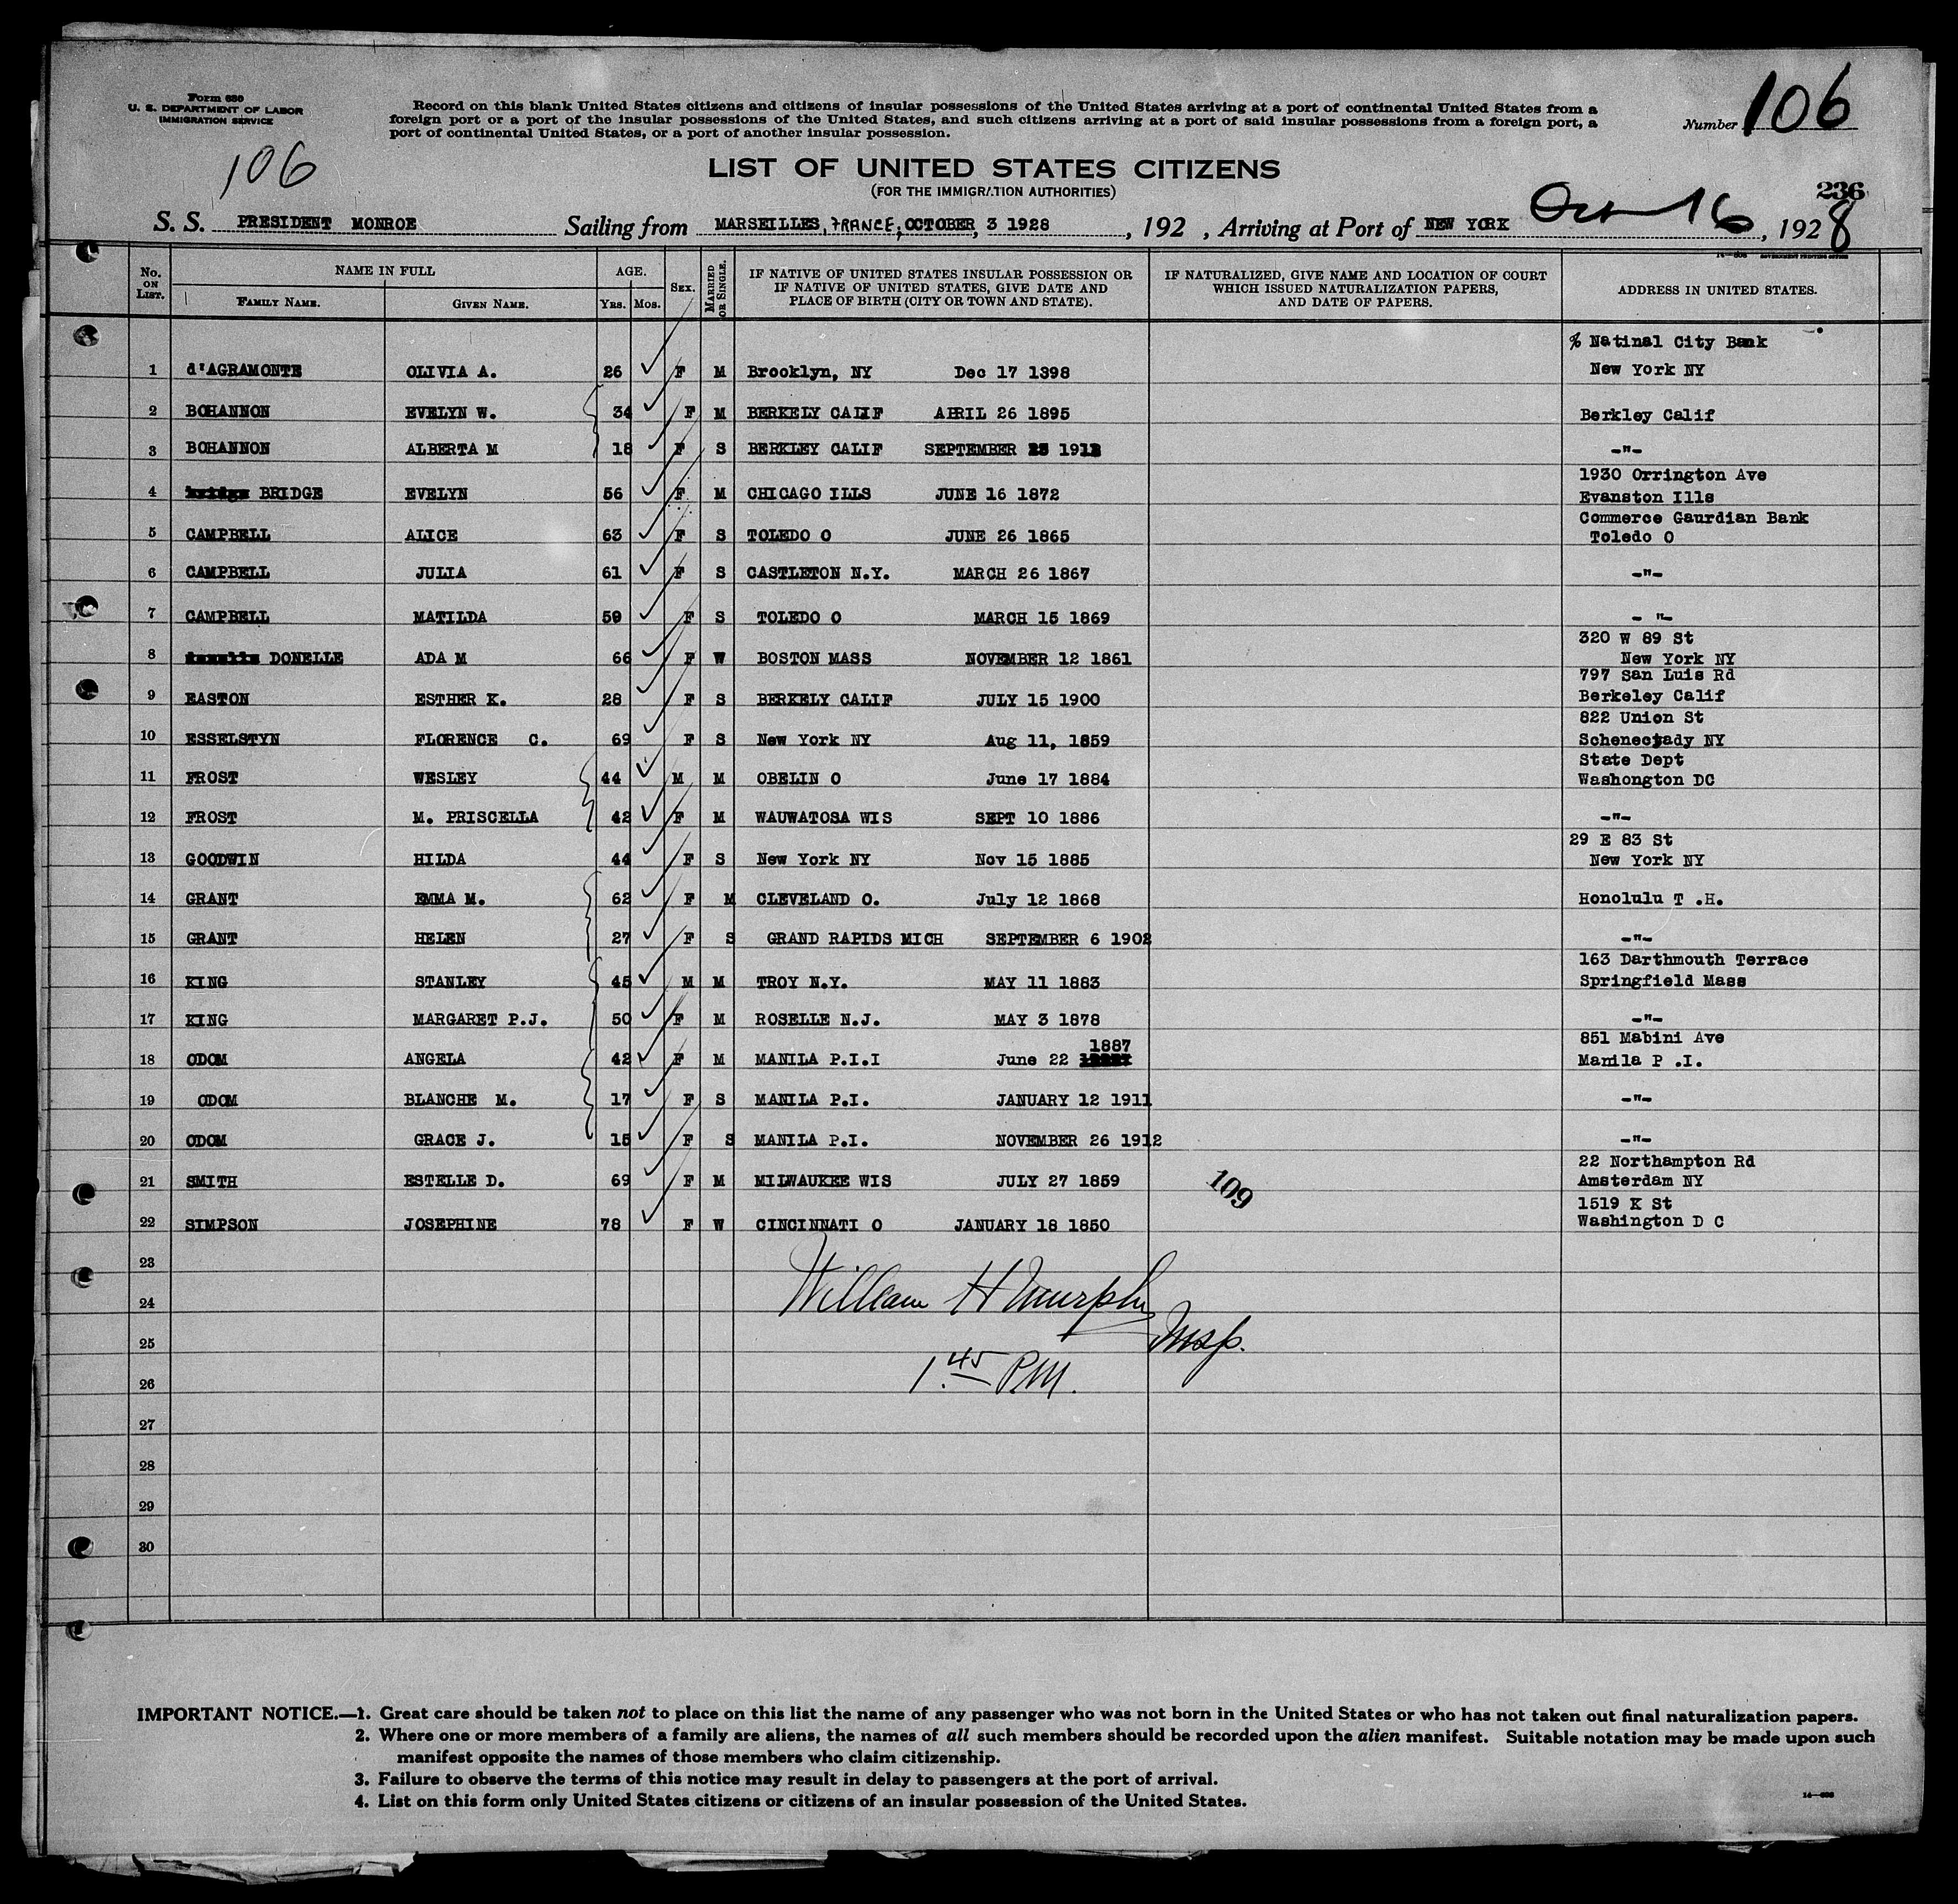 Form 630
U. S. DEPARTMENT OF LABOR
IMMIGRATION SERVICE
Record on this blank United States citizens and citizens of insular possessions of the United States arriving at a port of continental United States from a
foreign port or a port of the insular possessions of the United States, and such citizens arriving at a port of said insular possessions from a foreign port, a
port of continental United States, or a port of another insular possession.
Number 106
106
LIST OF UNITED STATES CITIZENS
(FOR THE IMMIGRATION AUTHORITIES)
236
S. S. PRESIDENT MONROE Sailing from MARSEILLES, FRANCE, OCTOBER, 3 1928, 192 , Arriving at Port of NEW YORK Oct 16, 1928
No. ON LIST. NAME IN FULL FAMILY NAME. GIVEN NAME. AGE. YRS. MOS. SEX. MARRIED OR SINGLE. IF NATIVE OF UNITED STATES INSULAR POSSESSION OR IF NATIVE OF UNITED STATES, GIVE DATE AND PLACE OF BIRTH (CITY OR TOWN AND STATE). IF NATURALIZED, GIVE NAME AND LOCATION OF COURT WHICH ISSUED NATURALIZATION PAPERS, AND DATE OF PAPERS. ADDRESS IN UNITED STATES.
% Natinal City Bank
1 d'AGRAMONTE OLIVIA A. 26 F M Brooklyn, NY Dec 17 1898 New York NY
2 BOHANNON EVELYN W. 34 F M BERKELY CALIF APRIL 26 1895 Berkley Calif
3 BOHANNON ALBERTA M 18 F S BERKLEY CALIF SEPTEMBER 1912 -"-
1930 Orrington Ave
4 BRIDGE EVELYN 56 F M CHICAGO ILLS JUNE 16 1872 Evanston Ills
Commerce Gaurdian Bank
5 CAMPBELL ALICE 63 F S TOLEDO O JUNE 26 1865 Toledo O
6 CAMPBELL JULIA 61 F S CASTLETON N.Y. MARCH 26 1867 -"-
7 CAMPBELL MATILDA 59 F S TOLEDO O MARCH 15 1869 - "-
320 W 89 St
8 DONELLE ADA M 66 F W BOSTON MASS NOVEMBER 12 1861 New York NY
797 San Luis Rd
9 EASTON ESTHER K. 28 F S BERKELY CALIF JULY 15 1900 Berkeley Calif
822 Union St
10 ESSELSTYN FLORENCE C. 69 F S New York NY Aug 11, 1859 Schenectady NY
State Dept
11 FROST WESLEY 44 M M OBELIN O June 17 1884 Washongton DC
12 FROST M. PRISCELLA 42 F M WAUWATOSA WIS SEPT 10 1886 -"-
29 E 83 St
13 GOODWIN HILDA 44 F S New York NY Nov 15 1885 New York NY
14 GRANT EMMA M. 62 F M CLEVELAND O. July 12 1868 Honolulu T .H.
15 GRANT HELEN 27 F S GRAND RAPIDS MICH SEPTEMBER 6 1902 -"-
163 Darthmouth Terrace
16 KING STANLEY 45 M M TROY N.Y. MAY 11 1883 Springfield Mass
17 KING MARGARET P.J. 50 F M ROSELLE N.J. MAY 3 1878 -"-
1887 851 Mabini Ave
18 ODOM ANGELA 42 F M MANILA P.I.I June 22 Manila P .I.
19 ODOM BLANCHE M. 17 F S MANILA P.I. JANUARY 12 1911 -"-
20 ODOM GRACE J. 15 F S MANILA P.I. NOVEMBER 26 1912 -"-
22 Northampton Rd
21 SMITH ESTELLE D. 69 F M MILWAUKEE WIS JULY 27 1859 109 Amsterdam NY
1519 K St
22 SIMPSON JOSEPHINE 78 F W CINCINNATI O JANUARY 18 1850 Washington D C
23
24 William H Murphy
25 Insp.
26 1.45 P.M.
27
28
29
30
IMPORTANT NOTICE.—1. Great care should be taken not to place on this list the name of any passenger who was not born in the United States or who has not taken out final naturalization papers.
2. Where one or more members of a family are aliens, the names of all such members should be recorded upon the alien manifest. Suitable notation may be made upon such
manifest opposite the names of those members who claim citizenship.
3. Failure to observe the terms of this notice may result in delay to passengers at the port of arrival.
4. List on this form only United States citizens or citizens of an insular possession of the United States.